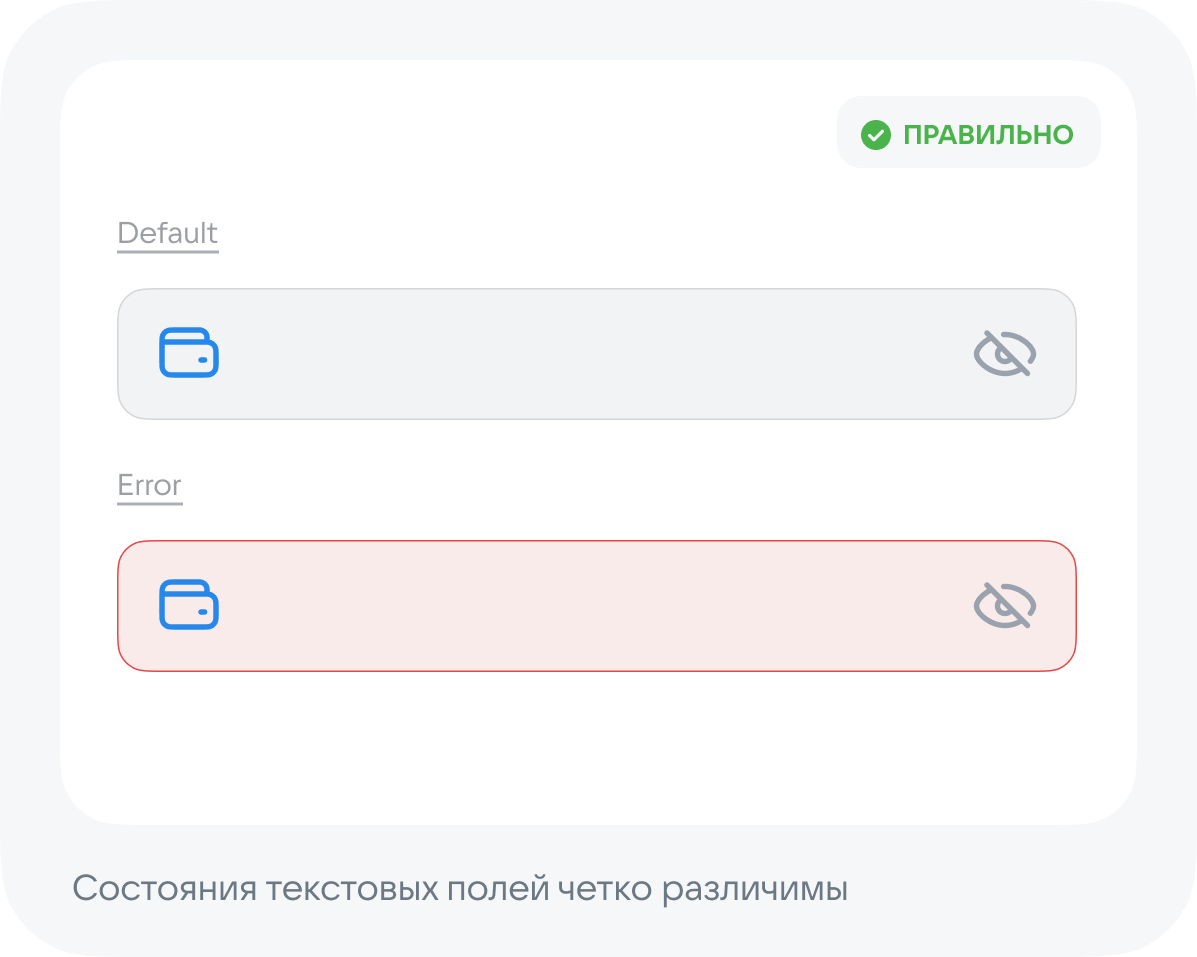 ПРАВИЛЬНО
Default
Error
Состояния текстовых полей четко различимы